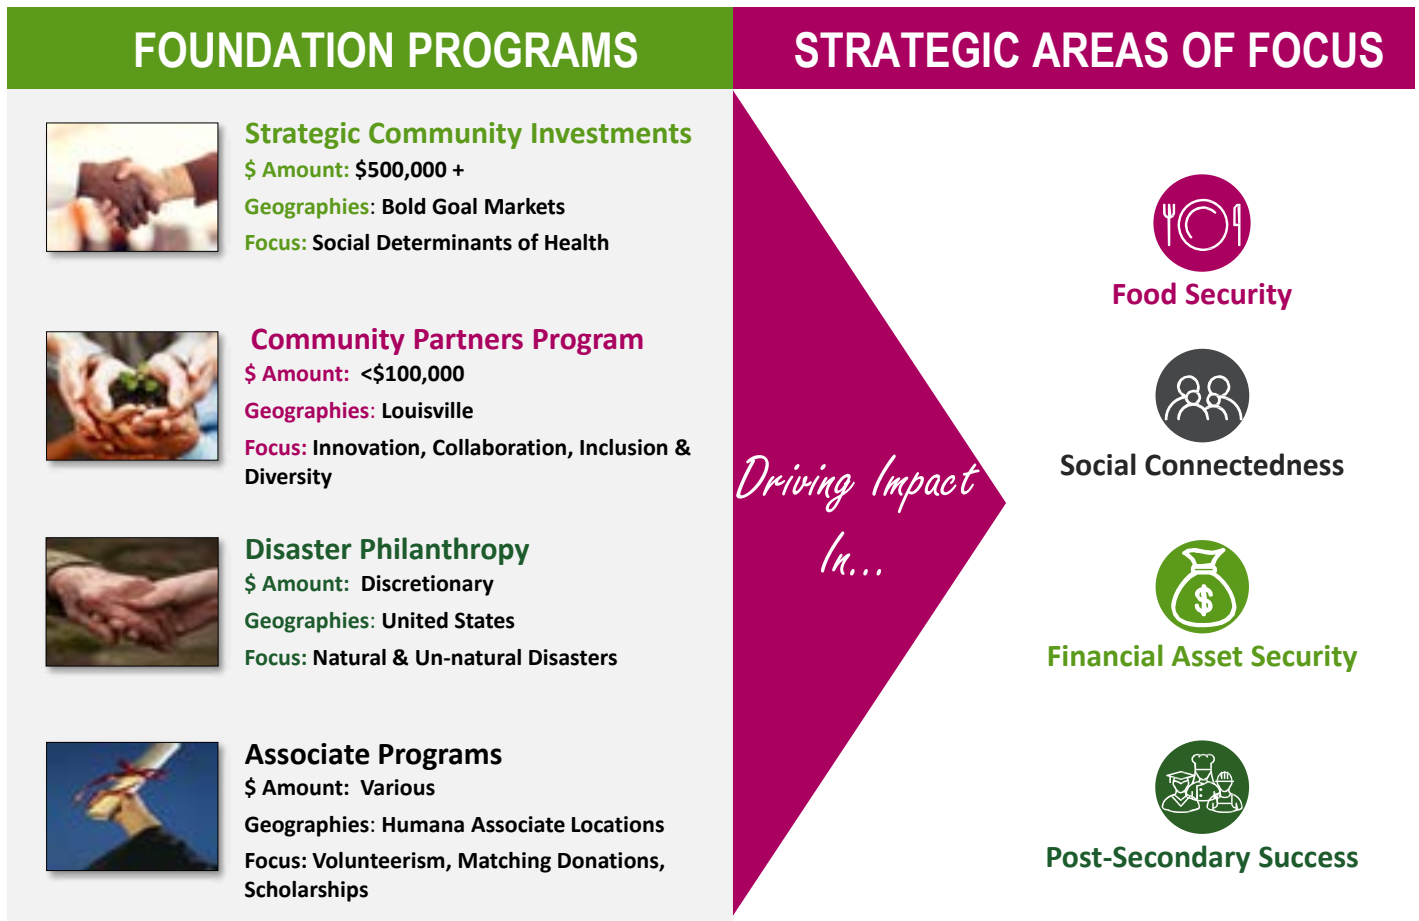 FOUNDATION PROGRAMS
Strategic Community Investments
$ Amount: $500,000 +
Geographies: Bold Goal Markets
Focus: Social Determinants of Health
Community Partners Program
$ Amount: <$100,000
Geographies: Louisville
Focus: Innovation, Collaboration, Inclusion &
Diversity
Disaster Philanthropy
$ Amount: Discretionary
Geographies: United States
Focus: Natural & Un-natural Disasters
Associate Programs
$ Amount: Various
Geographies: Humana Associate Locations
Focus: Volunteerism, Matching Donations,
Scholarships
Driving Impact
In...
STRATEGIC AREAS OF FOCUS
Food Security
Social Connectedness
$
Financial Asset Security
Post-Secondary Success